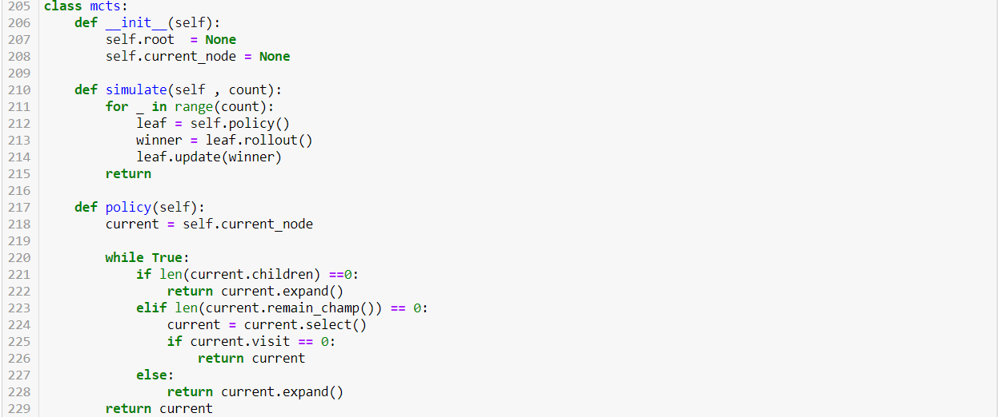 205 class mcts:
206     def __init__(self):
207         self.root  = None
208         self.current_node = None
209
210     def simulate(self , count):
211         for _ in range(count):
212             leaf = self.policy()
213             winner = leaf.rollout()
214             leaf.update(winner)
215         return
216
217     def policy(self):
218         current = self.current_node
219
220         while True:
221             if len(current.children) ==0:
222                 return current.expand()
223             elif len(current.remain_champ()) == 0:
224                 current = current.select()
225                 if current.visit == 0:
226                     return current
227             else:
228                 return current.expand()
229         return current